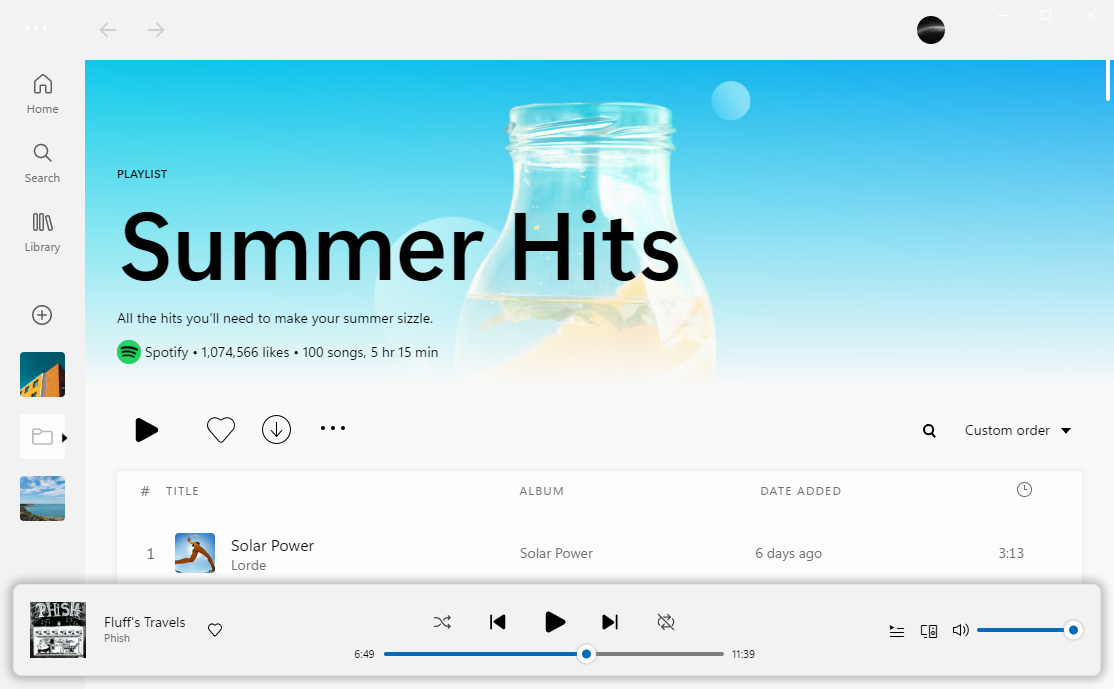 Home
Search
Library
PLAYLIST
Summer Hits
All the hits you'll need to make your summer sizzle.
Spotify • 1,074,566 likes • 100 songs, 5 hr 15 min
Custom order
# TITLE ALBUM DATE ADDED
1 Solar Power Solar Power 6 days ago 3:13
Lorde
PHISH
Fluff's Travels
Phish
6:49 11:39